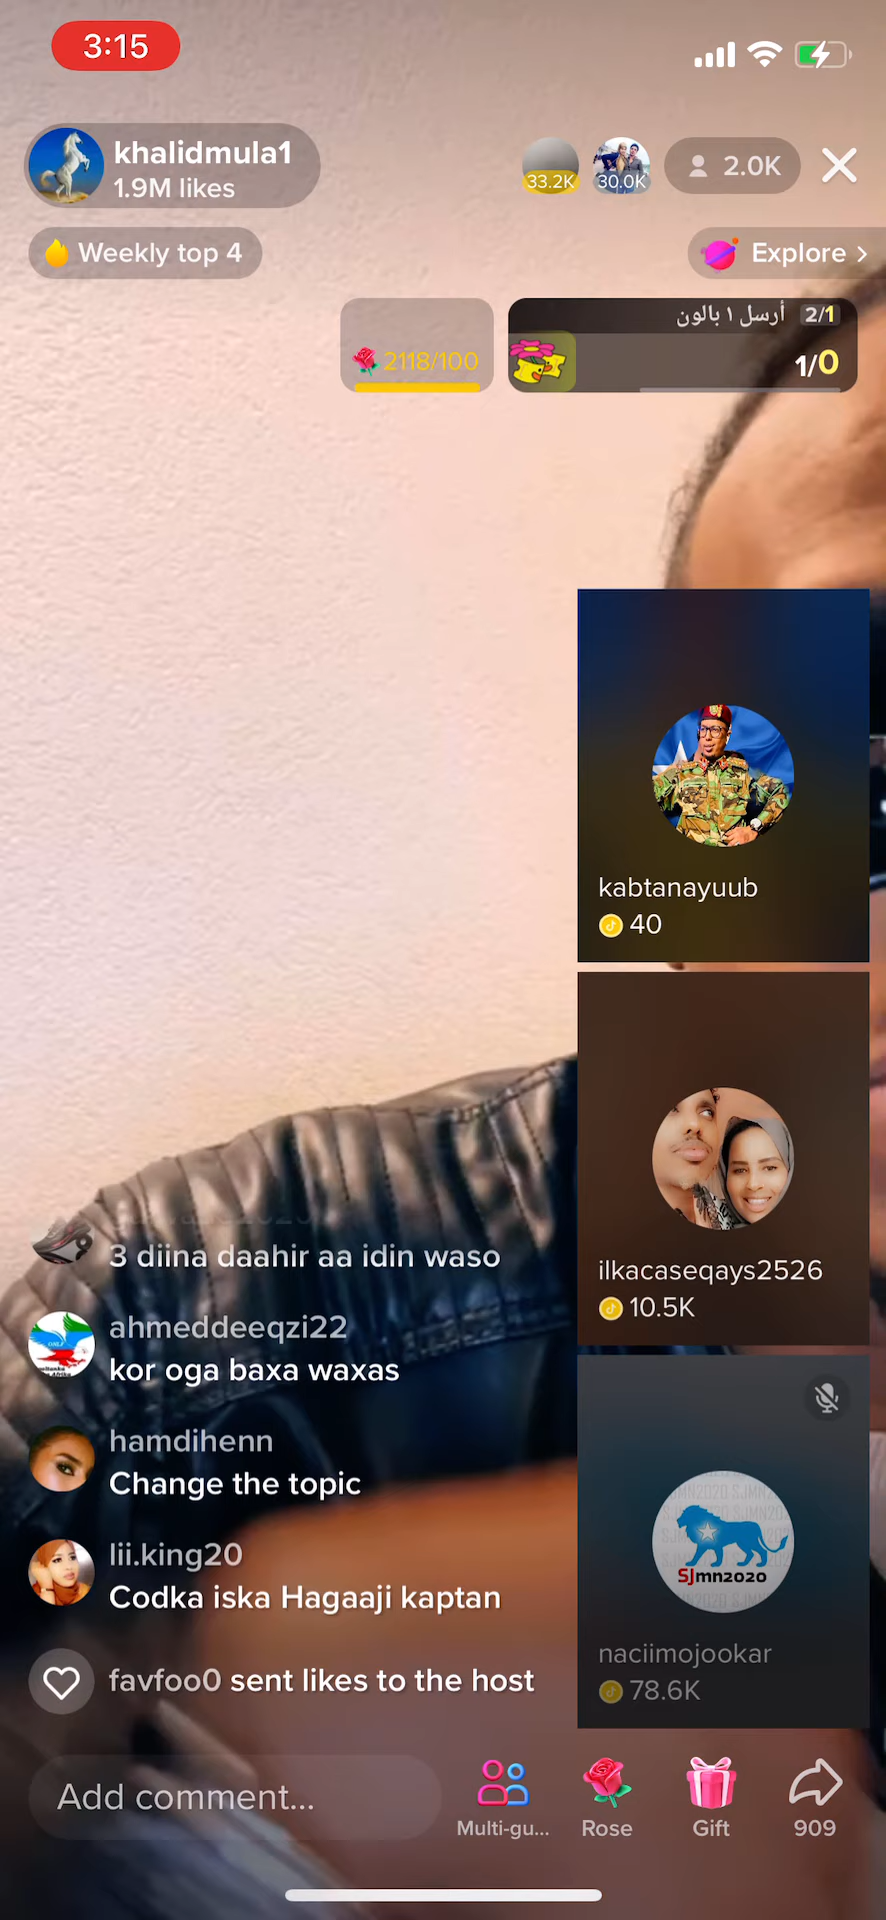 3:15
khalidmula1
1.9M likes
33.2K
30.0K
2.0K
Weekly top 4
Explore >
2118/100
أرسل ١ بالون 2/1
1/0
kabtanayuub
40
ilkacaseqays2526
10.5K
SJmn2020
naciimojookar
78.6K
3 diina daahir aa idin waso
ahmeddeeqzi22
kor oga baxa waxas
hamdihenn
Change the topic
lii.king20
Codka iska Hagaaji kaptan
favfoo0 sent likes to the host
Add comment...
Multi-gu...
Rose
Gift
909